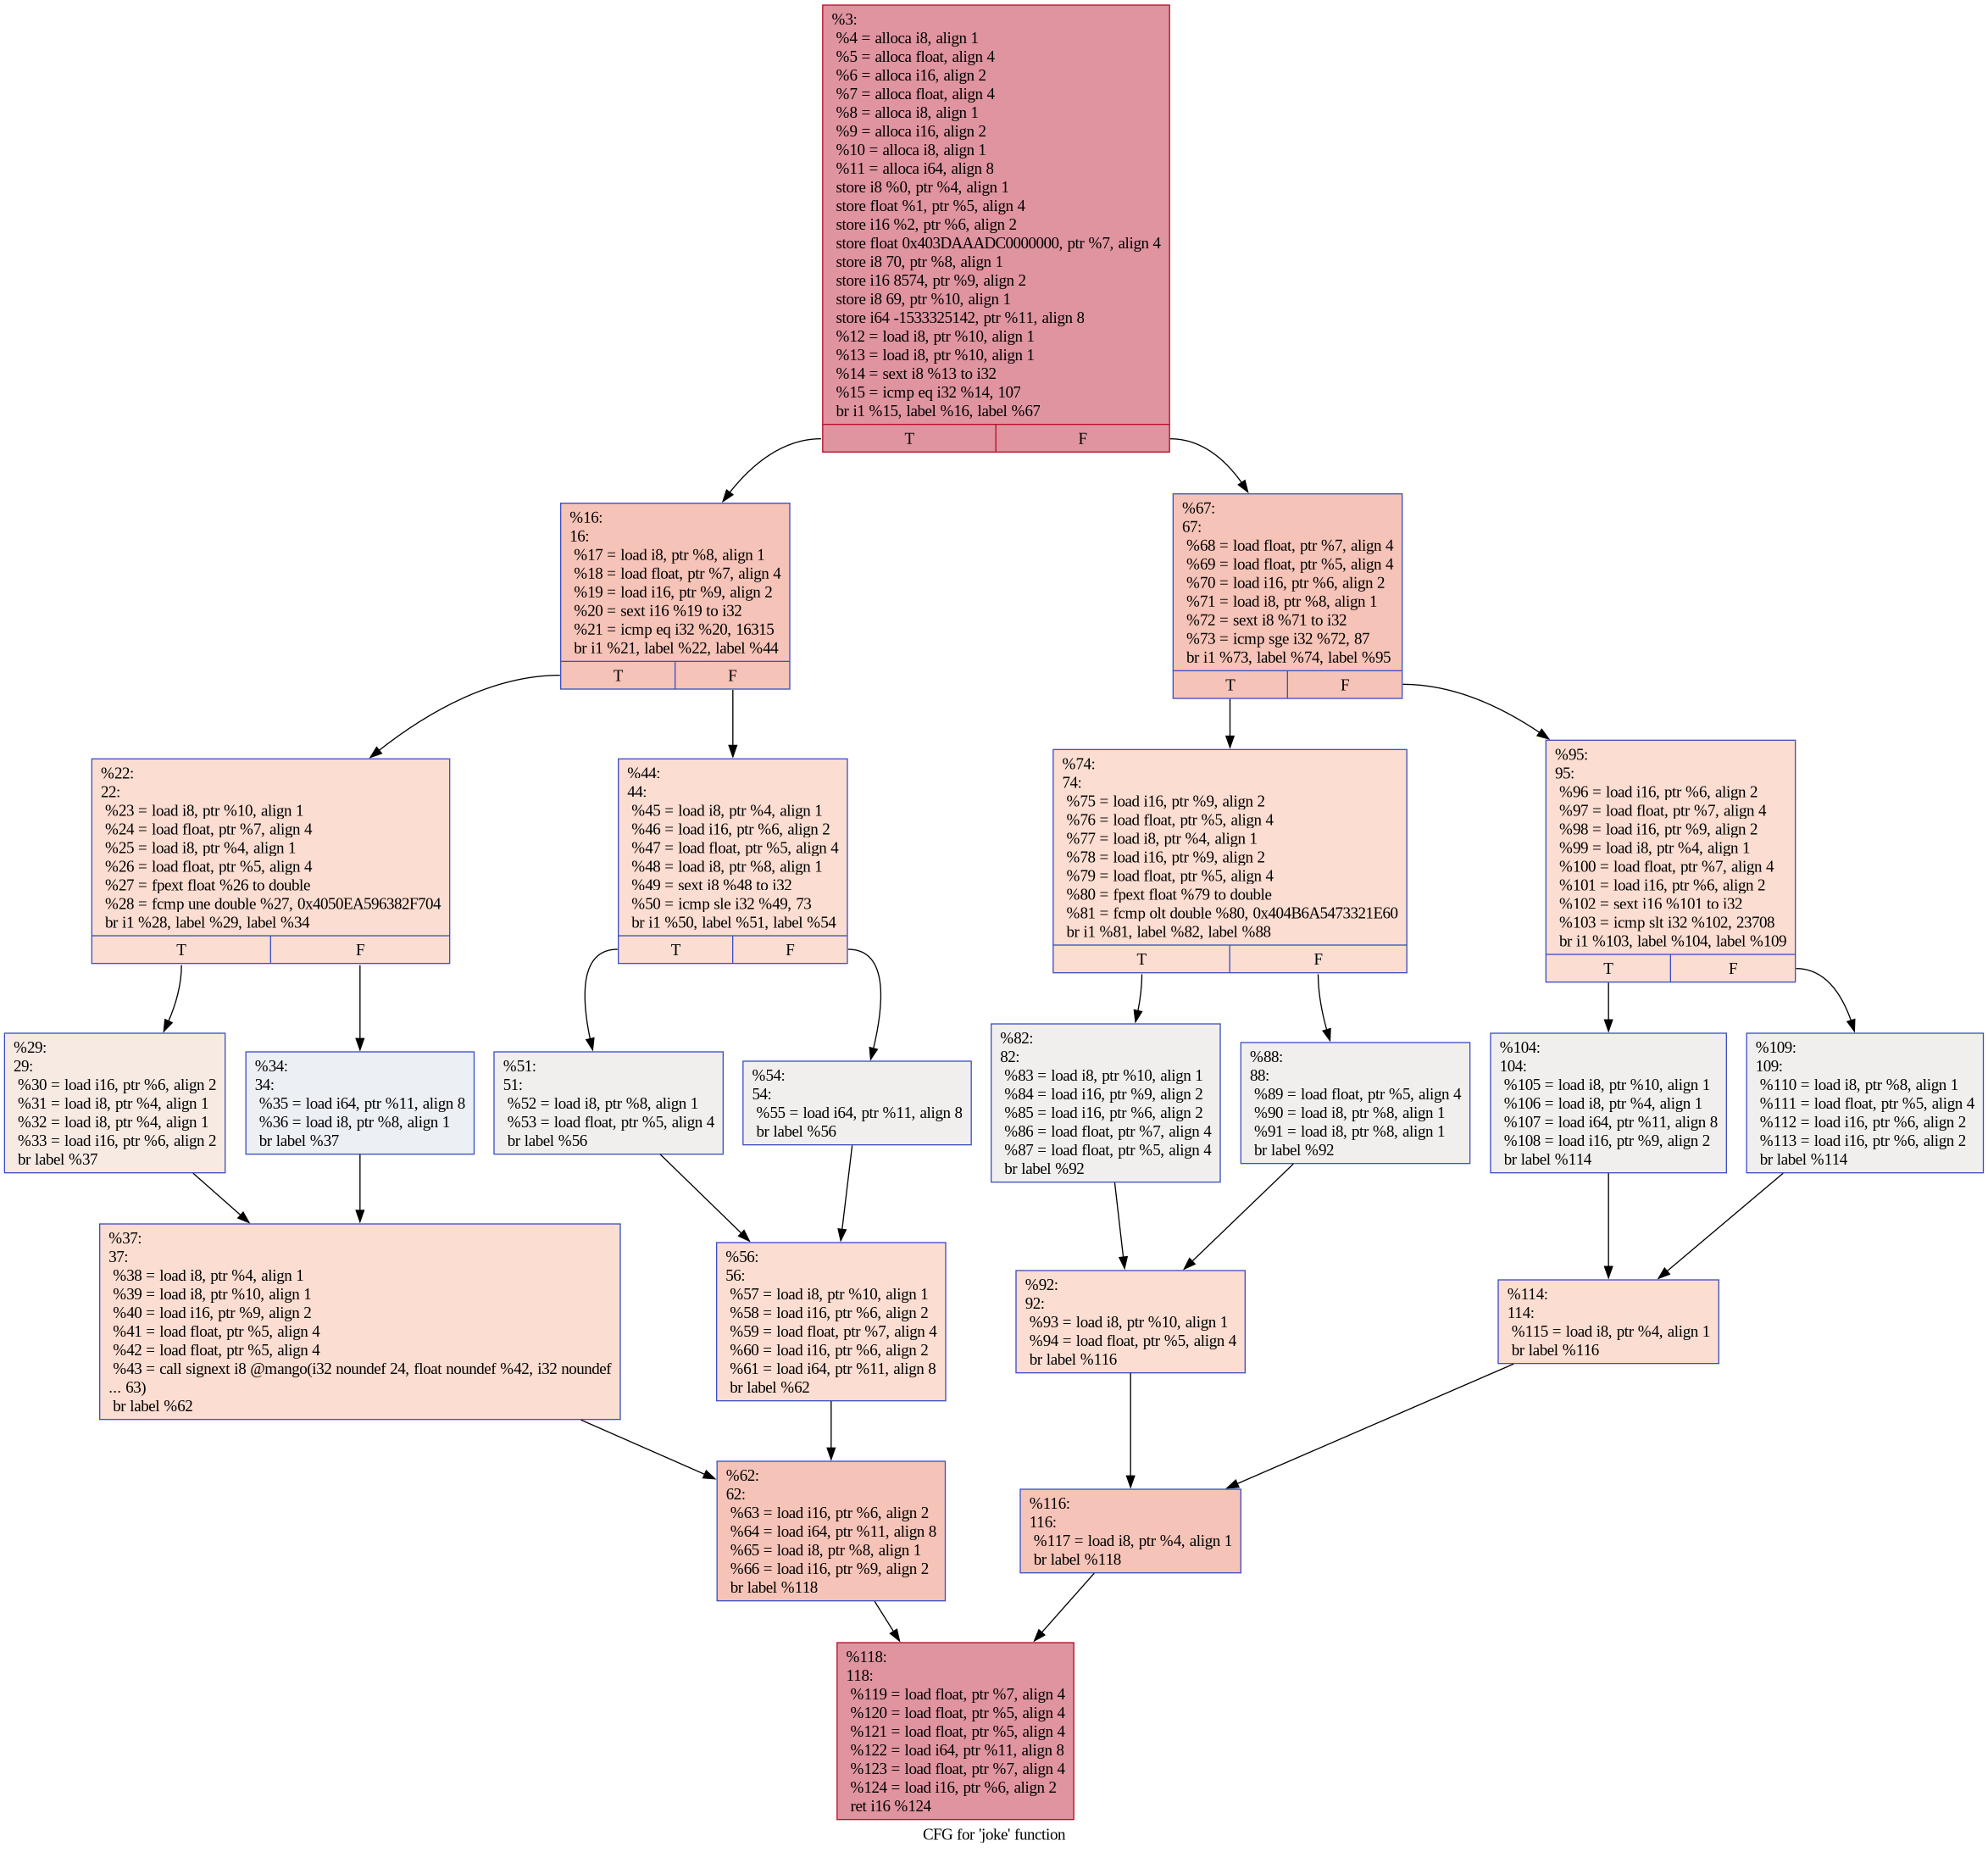 %3:
%4 = alloca i8, align 1
%5 = alloca float, align 4
%6 = alloca i16, align 2
%7 = alloca float, align 4
%8 = alloca i8, align 1
%9 = alloca i16, align 2
%10 = alloca i8, align 1
%11 = alloca i64, align 8
store i8 %0, ptr %4, align 1
store float %1, ptr %5, align 4
store i16 %2, ptr %6, align 2
store float 0x403DAAADC0000000, ptr %7, align 4
store i8 70, ptr %8, align 1
store i16 8574, ptr %9, align 2
store i8 69, ptr %10, align 1
store i64 -1533325142, ptr %11, align 8
%12 = load i8, ptr %10, align 1
%13 = load i8, ptr %10, align 1
%14 = sext i8 %13 to i32
%15 = icmp eq i32 %14, 107
br i1 %15, label %16, label %67
T F
%16:
16:
%17 = load i8, ptr %8, align 1
%18 = load float, ptr %7, align 4
%19 = load i16, ptr %9, align 2
%20 = sext i16 %19 to i32
%21 = icmp eq i32 %20, 16315
br i1 %21, label %22, label %44
T F
%67:
67:
%68 = load float, ptr %7, align 4
%69 = load float, ptr %5, align 4
%70 = load i16, ptr %6, align 2
%71 = load i8, ptr %8, align 1
%72 = sext i8 %71 to i32
%73 = icmp sge i32 %72, 87
br i1 %73, label %74, label %95
T F
%22:
22:
%23 = load i8, ptr %10, align 1
%24 = load float, ptr %7, align 4
%25 = load i8, ptr %4, align 1
%26 = load float, ptr %5, align 4
%27 = fpext float %26 to double
%28 = fcmp une double %27, 0x4050EA596382F704
br i1 %28, label %29, label %34
T F
%44:
44:
%45 = load i8, ptr %4, align 1
%46 = load i16, ptr %6, align 2
%47 = load float, ptr %5, align 4
%48 = load i8, ptr %8, align 1
%49 = sext i8 %48 to i32
%50 = icmp sle i32 %49, 73
br i1 %50, label %51, label %54
T F
%74:
74:
%75 = load i16, ptr %9, align 2
%76 = load float, ptr %5, align 4
%77 = load i8, ptr %4, align 1
%78 = load i16, ptr %9, align 2
%79 = load float, ptr %5, align 4
%80 = fpext float %79 to double
%81 = fcmp olt double %80, 0x404B6A5473321E60
br i1 %81, label %82, label %88
T F
%95:
95:
%96 = load i16, ptr %6, align 2
%97 = load float, ptr %7, align 4
%98 = load i16, ptr %9, align 2
%99 = load i8, ptr %4, align 1
%100 = load float, ptr %7, align 4
%101 = load i16, ptr %6, align 2
%102 = sext i16 %101 to i32
%103 = icmp slt i32 %102, 23708
br i1 %103, label %104, label %109
T F
%29:
29:
%30 = load i16, ptr %6, align 2
%31 = load i8, ptr %4, align 1
%32 = load i8, ptr %4, align 1
%33 = load i16, ptr %6, align 2
br label %37
%34:
34:
%35 = load i64, ptr %11, align 8
%36 = load i8, ptr %8, align 1
br label %37
%51:
51:
%52 = load i8, ptr %8, align 1
%53 = load float, ptr %5, align 4
br label %56
%54:
54:
%55 = load i64, ptr %11, align 8
br label %56
%82:
82:
%83 = load i8, ptr %10, align 1
%84 = load i16, ptr %9, align 2
%85 = load i16, ptr %6, align 2
%86 = load float, ptr %7, align 4
%87 = load float, ptr %5, align 4
br label %92
%88:
88:
%89 = load float, ptr %5, align 4
%90 = load i8, ptr %8, align 1
%91 = load i8, ptr %8, align 1
br label %92
%104:
104:
%105 = load i8, ptr %10, align 1
%106 = load i8, ptr %4, align 1
%107 = load i64, ptr %11, align 8
%108 = load i16, ptr %9, align 2
br label %114
%109:
109:
%110 = load i8, ptr %8, align 1
%111 = load float, ptr %5, align 4
%112 = load i16, ptr %6, align 2
%113 = load i16, ptr %6, align 2
br label %114
%37:
37:
%38 = load i8, ptr %4, align 1
%39 = load i8, ptr %10, align 1
%40 = load i16, ptr %9, align 2
%41 = load float, ptr %5, align 4
%42 = load float, ptr %5, align 4
%43 = call signext i8 @mango(i32 noundef 24, float noundef %42, i32 noundef
... 63)
br label %62
%56:
56:
%57 = load i8, ptr %10, align 1
%58 = load i16, ptr %6, align 2
%59 = load float, ptr %7, align 4
%60 = load i16, ptr %6, align 2
%61 = load i64, ptr %11, align 8
br label %62
%92:
92:
%93 = load i8, ptr %10, align 1
%94 = load float, ptr %5, align 4
br label %116
%114:
114:
%115 = load i8, ptr %4, align 1
br label %116
%62:
62:
%63 = load i16, ptr %6, align 2
%64 = load i64, ptr %11, align 8
%65 = load i8, ptr %8, align 1
%66 = load i16, ptr %9, align 2
br label %118
%116:
116:
%117 = load i8, ptr %4, align 1
br label %118
%118:
118:
%119 = load float, ptr %7, align 4
%120 = load float, ptr %5, align 4
%121 = load float, ptr %5, align 4
%122 = load i64, ptr %11, align 8
%123 = load float, ptr %7, align 4
%124 = load i16, ptr %6, align 2
ret i16 %124
CFG for 'joke' function